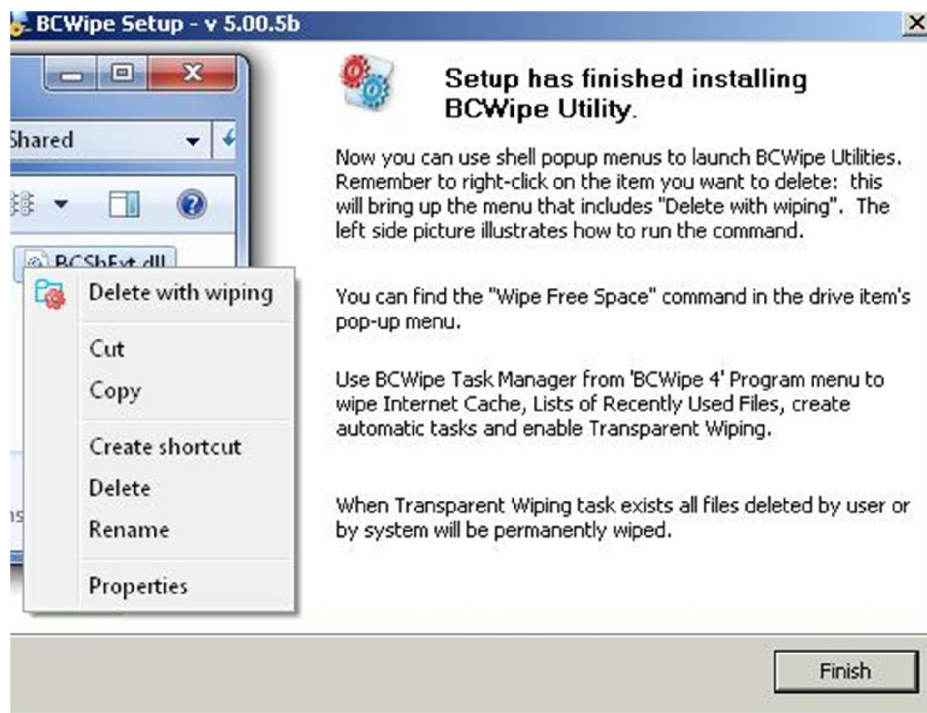 BCWipe Setup - v 5.00.5b
Shared
BCShExt.dll
Delete with wiping
Cut
Copy
Create shortcut
Delete
Rename
Properties
Setup has finished installing
BCWipe Utility.
Now you can use shell popup menus to launch BCWipe Utilities.
Remember to right-click on the item you want to delete: this
will bring up the menu that includes "Delete with wiping". The
left side picture illustrates how to run the command.
You can find the "Wipe Free Space" command in the drive item's
pop-up menu.
Use BCWipe Task Manager from 'BCWipe 4' Program menu to
wipe Internet Cache, Lists of Recently Used Files, create
automatic tasks and enable Transparent Wiping.
When Transparent Wiping task exists all files deleted by user or
by system will be permanently wiped.
Finish